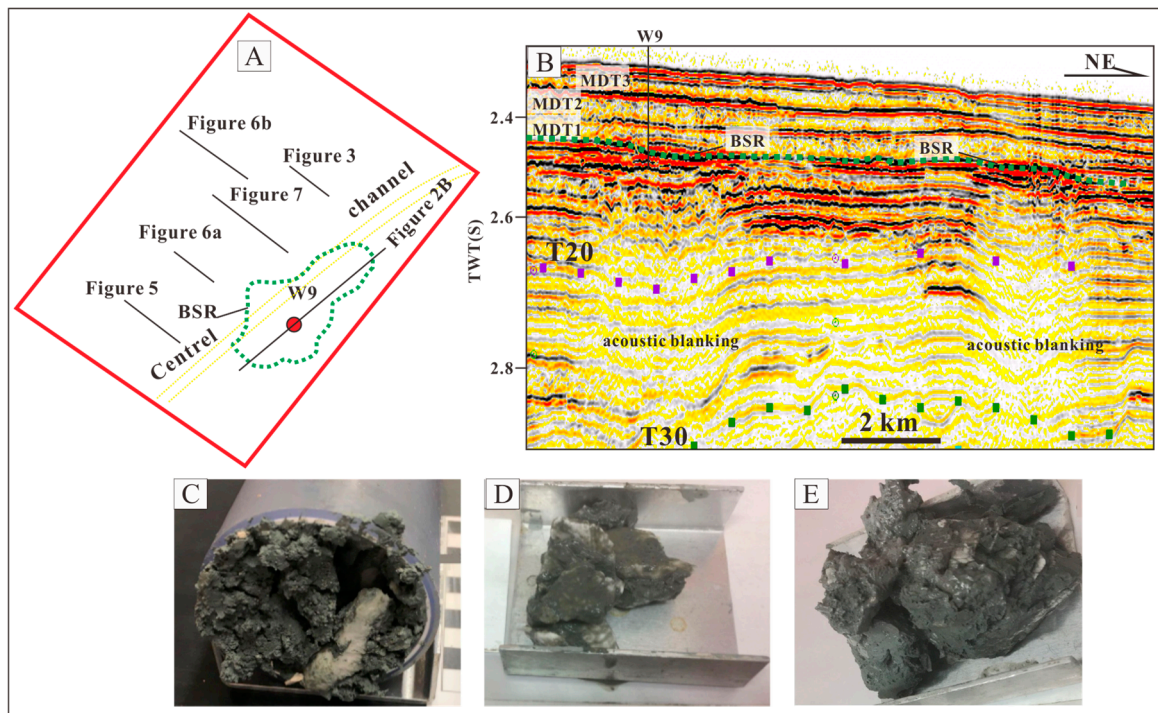 A
Figure 6b
Figure 3
Figure 7
channel
Figure 2B
Figure 6a
W9
Figure 5
BSR
Centrel
W9
B
NE
MDT3
MDT2
MDT1
BSR
BSR
2.4
2.6
2.8
TWT(S)
T20
acoustic blanking
acoustic blanking
T30
2 km
C
D
E